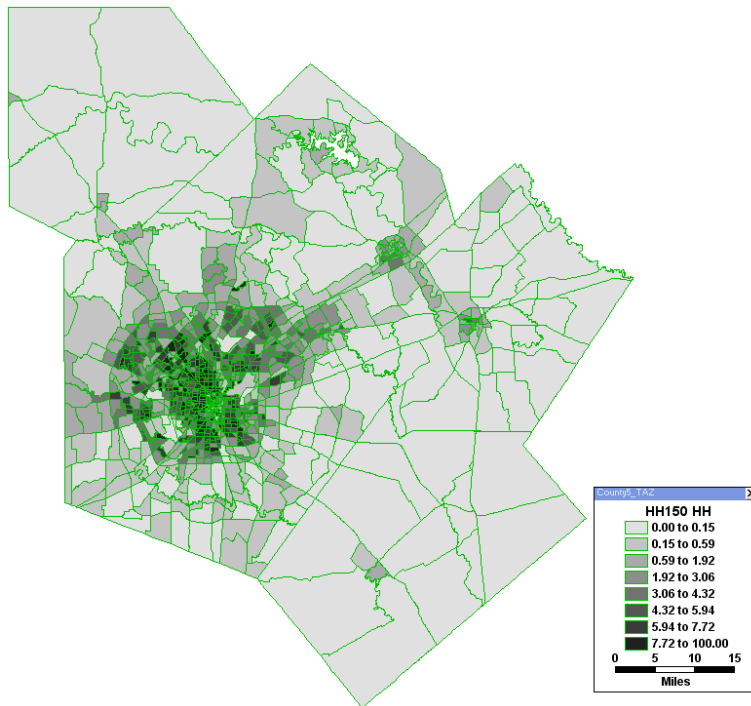 County5_TAZ
HH150 HH
0.00 to 0.15
0.15 to 0.59
0.59 to 1.92
1.92 to 3.06
3.06 to 4.32
4.32 to 5.94
5.94 to 7.72
7.72 to 100.00
0 5 10 15
Miles